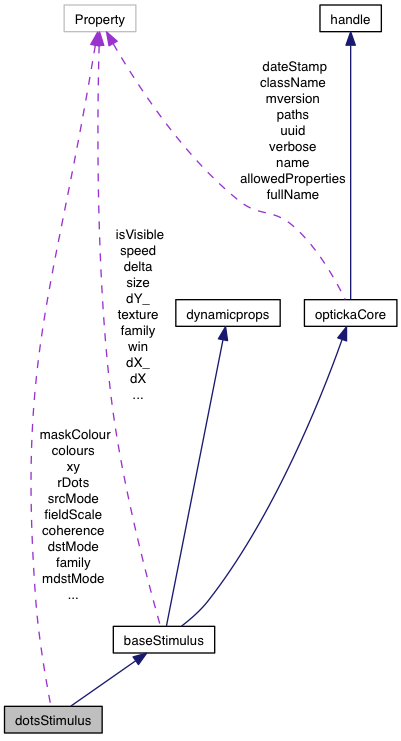 Property
handle
dateStamp
className
mversion
paths
uuid
verbose
name
allowedProperties
fullName
isVisible
speed
delta
size
dY_
texture
family
win
dX_
dX
...
dynamicprops
optickaCore
maskColour
colours
xy
rDots
srcMode
fieldScale
coherence
dstMode
family
mdstMode
...
baseStimulus
dotsStimulus